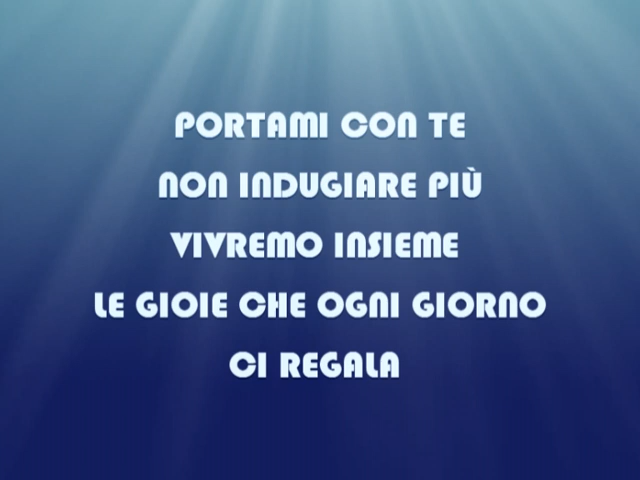 PORTAMI CON TE
NON INDUGIARE PIÙ
VIVREMO INSIEME
LE GIOIE CHE OGNI GIORNO
CI REGALA